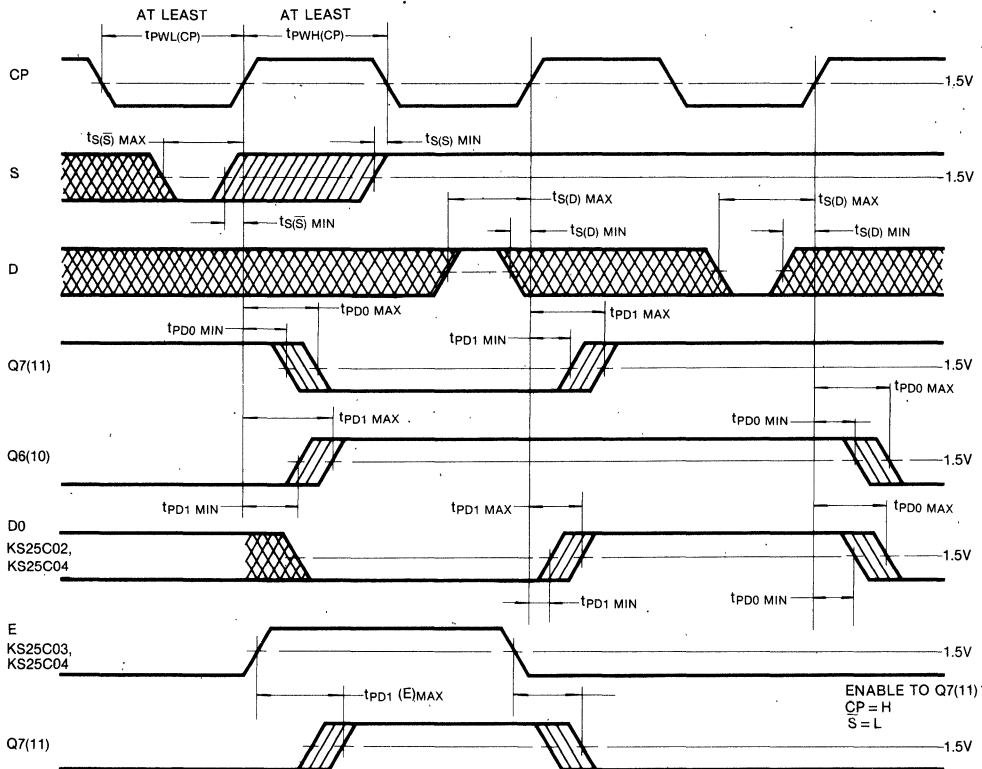 AT LEAST
tPWL(CP)
AT LEAST
tPWH(CP)
CP
1.5V
tS(S̅) MAX
tS(S) MIN
S
1.5V
tS(S̅) MIN
tS(D) MAX
tS(D) MAX
tS(D) MIN
tS(D) MIN
D
tPD0 MAX
tPD1 MAX
tPD0 MIN
tPD1 MIN
Q7(11)
1.5V
tPD1 MAX
tPD0 MAX
tPD0 MIN
Q6(10)
1.5V
tPD1 MIN
tPD1 MAX
tPD0 MAX
D0
KS25C02,
KS25C04
1.5V
tPD1 MIN
tPD0 MIN
E
KS25C03,
KS25C04
1.5V
tPD1 (E)MAX
ENABLE TO Q7(11)
CP = H
S̅ = L
Q7(11)
1.5V